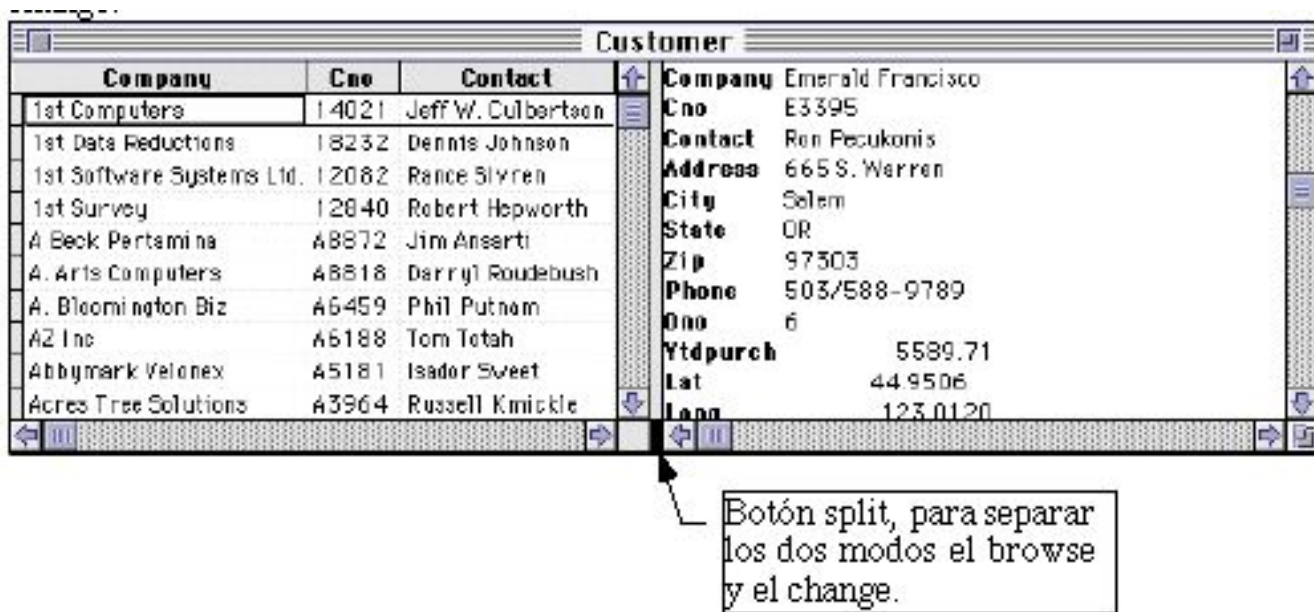 Customer
Company Cno Contact
1st Computers 14021 Jeff W. Culbertson
1st Data Reductions 18232 Dennis Johnson
1st Software Systems Ltd. 12082 Rance Sivren
1st Survey 12840 Robert Hepworth
A Beck Pertamina A8872 Jim Ansarti
A. Arts Computers A8818 Darryl Roudebush
A. Bloomington Biz A6459 Phil Putnam
AZ Inc A6188 Tom Totah
Abbymark Velonex A5181 Isador Sweet
Acres Tree Solutions A3964 Russell Kmickle
Company Emerald Francisco
Cno E3395
Contact Ron Pecukonis
Address 665 S. Warren
City Salem
State OR
Zip 97303
Phone 503/588-9789
Ono 6
Ytdpurch 5589.71
Lat 44.9506
Long 123.0120
Botón split, para separar
los dos modos el browse
y el change.